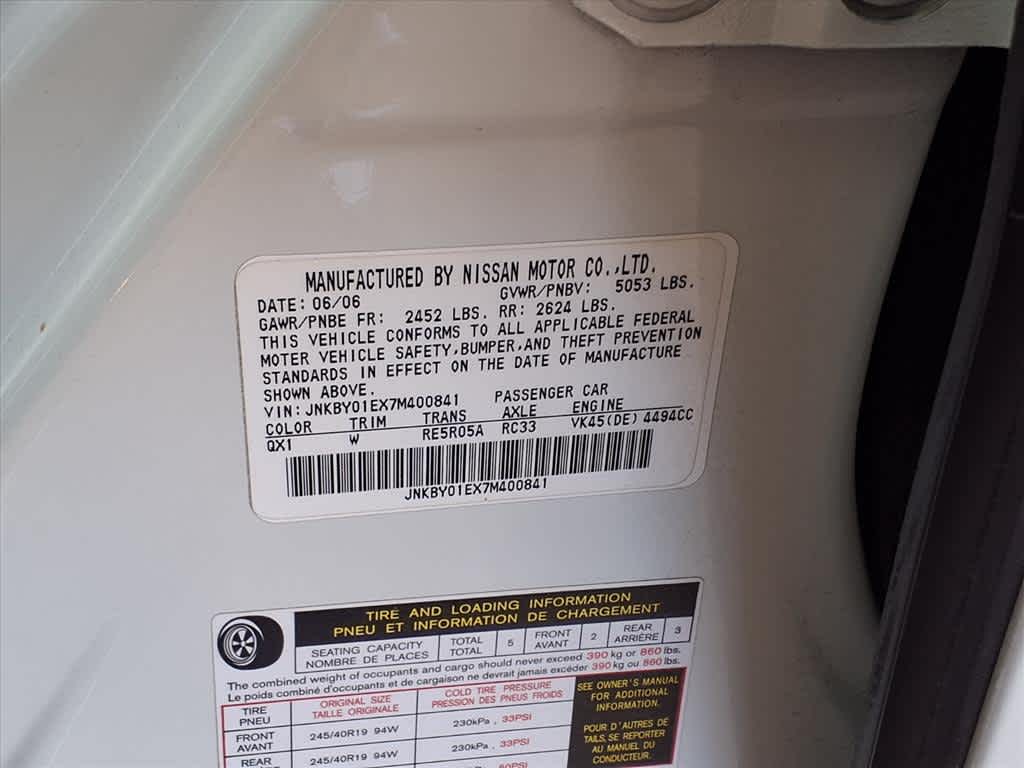 MANUFACTURED BY NISSAN MOTOR CO.,LTD.
DATE: 06/06 GVWR/PNBV: 5053 LBS.
GAWR/PNBE FR: 2452 LBS. RR: 2624 LBS.
THIS VEHICLE CONFORMS TO ALL APPLICABLE FEDERAL
MOTER VEHICLE SAFETY,BUMPER,AND THEFT PREVENTION
STANDARDS IN EFFECT ON THE DATE OF MANUFACTURE
SHOWN ABOVE.
VIN: JNKBY01EX7M400841 PASSENGER CAR
COLOR TRIM TRANS AXLE ENGINE
QX1 W RE5R05A RC33 VK45(DE) 4494CC
JNKBY01EX7M400841
TIRE AND LOADING INFORMATION
PNEU ET INFORMATION DE CHARGEMENT
SEATING CAPACITY TOTAL 5 FRONT 2 REAR 3
NOMBRE DE PLACES TOTAL AVANT ARRIÈRE
The combined weight of occupants and cargo should never exceed 390 kg or 860 lbs.
Le poids combiné d'occupants et de cargaison ne devrait jamais excéder 390 kg ou 860 lbs.
TIRE ORIGINAL SIZE COLD TIRE PRESSURE
PNEU TAILLE ORIGINALE PRESSION DES PNEUS FROIDS
FRONT
AVANT 245/40R19 94W 230kPa , 33PSI
REAR 245/40R19 94W 230kPa , 33PSI
60PSI
SEE OWNER'S MANUAL
FOR ADDITIONAL
INFORMATION.
POUR D'AUTRES DE
TAILS, SE REPORTER
AU MANUEL DU
CONDUCTEUR.